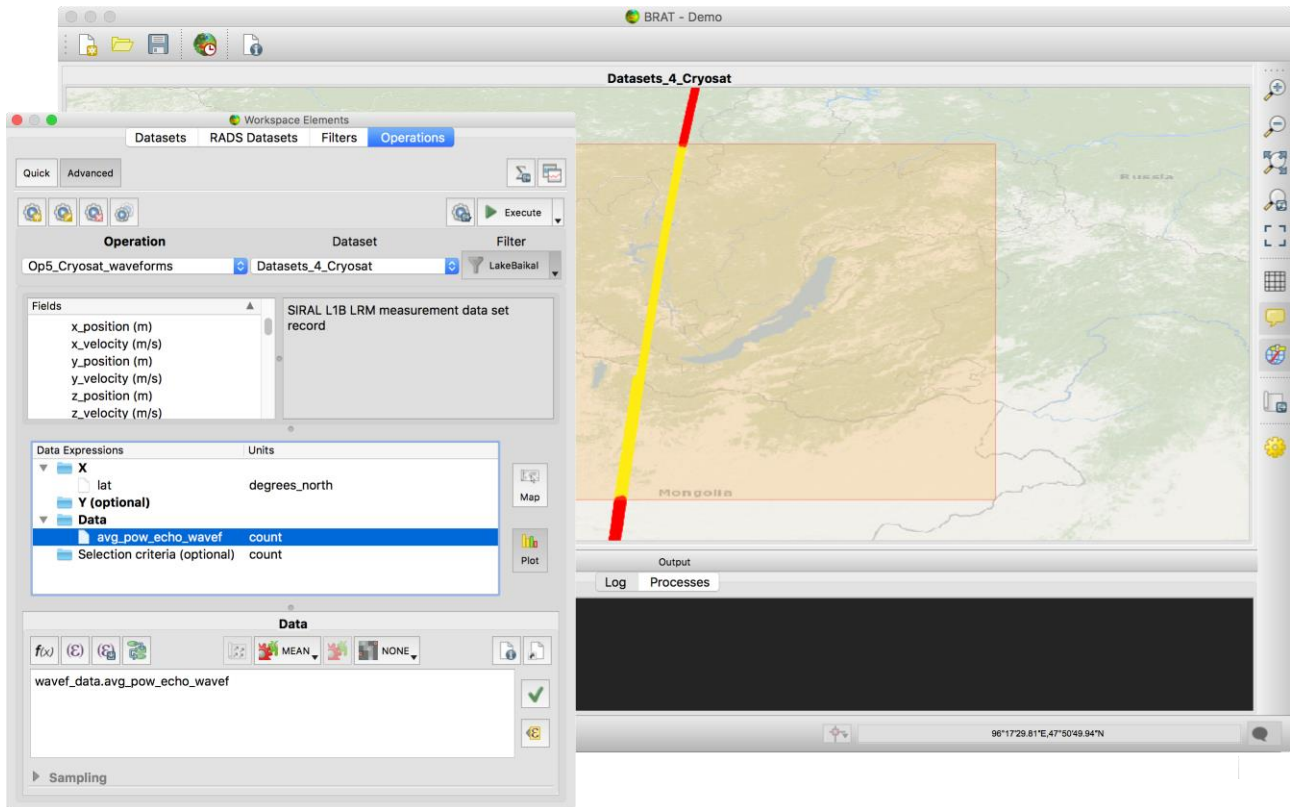 BRAT - Demo
Datasets_4_Cryosat
Russia
Mongolia
Workspace Elements
Datasets RADS Datasets Filters Operations
Quick Advanced
Execute
Operation Dataset Filter
Op5_Cryosat_waveforms Datasets_4_Cryosat LakeBaikal
Fields
x_position (m)
x_velocity (m/s)
y_position (m)
y_velocity (m/s)
z_position (m)
z_velocity (m/s)
SIRAL L1B LRM measurement data set
record
Data Expressions Units
X
lat degrees_north
Y (optional)
Data
avg_pow_echo_wavef count
Selection criteria (optional) count
Map
Plot
Data
f(x) (Ɛ) (Ɛ) MEAN NONE
wavef_data.avg_pow_echo_wavef
Ɛ
Sampling
Output
Log Processes
96°17'29.81"E,47°50'49.94"N